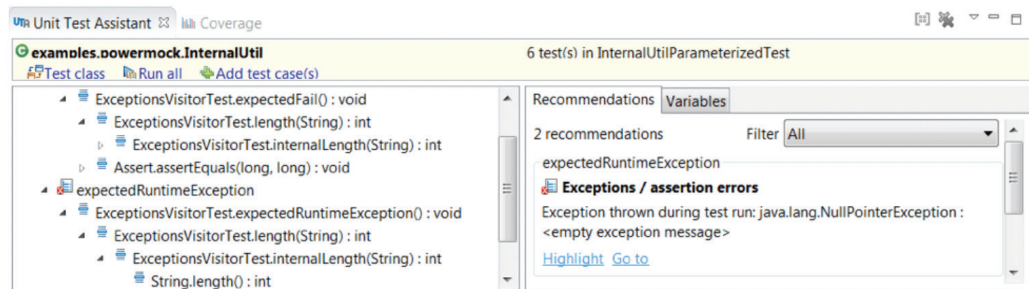 UTA Unit Test Assistant Coverage
examples.powermock.InternalUtil
6 test(s) in InternalUtilParameterizedTest
Test class Run all Add test case(s)
ExceptionsVisitorTest.expectedFail() : void
ExceptionsVisitorTest.length(String) : int
ExceptionsVisitorTest.internalLength(String) : int
Assert.assertEquals(long, long) : void
expectedRuntimeException
ExceptionsVisitorTest.expectedRuntimeException() : void
ExceptionsVisitorTest.length(String) : int
ExceptionsVisitorTest.internalLength(String) : int
String.length() : int
Recommendations Variables
2 recommendations Filter All
expectedRuntimeException
Exceptions / assertion errors
Exception thrown during test run: java.lang.NullPointerException :
<empty exception message>
Highlight Go to